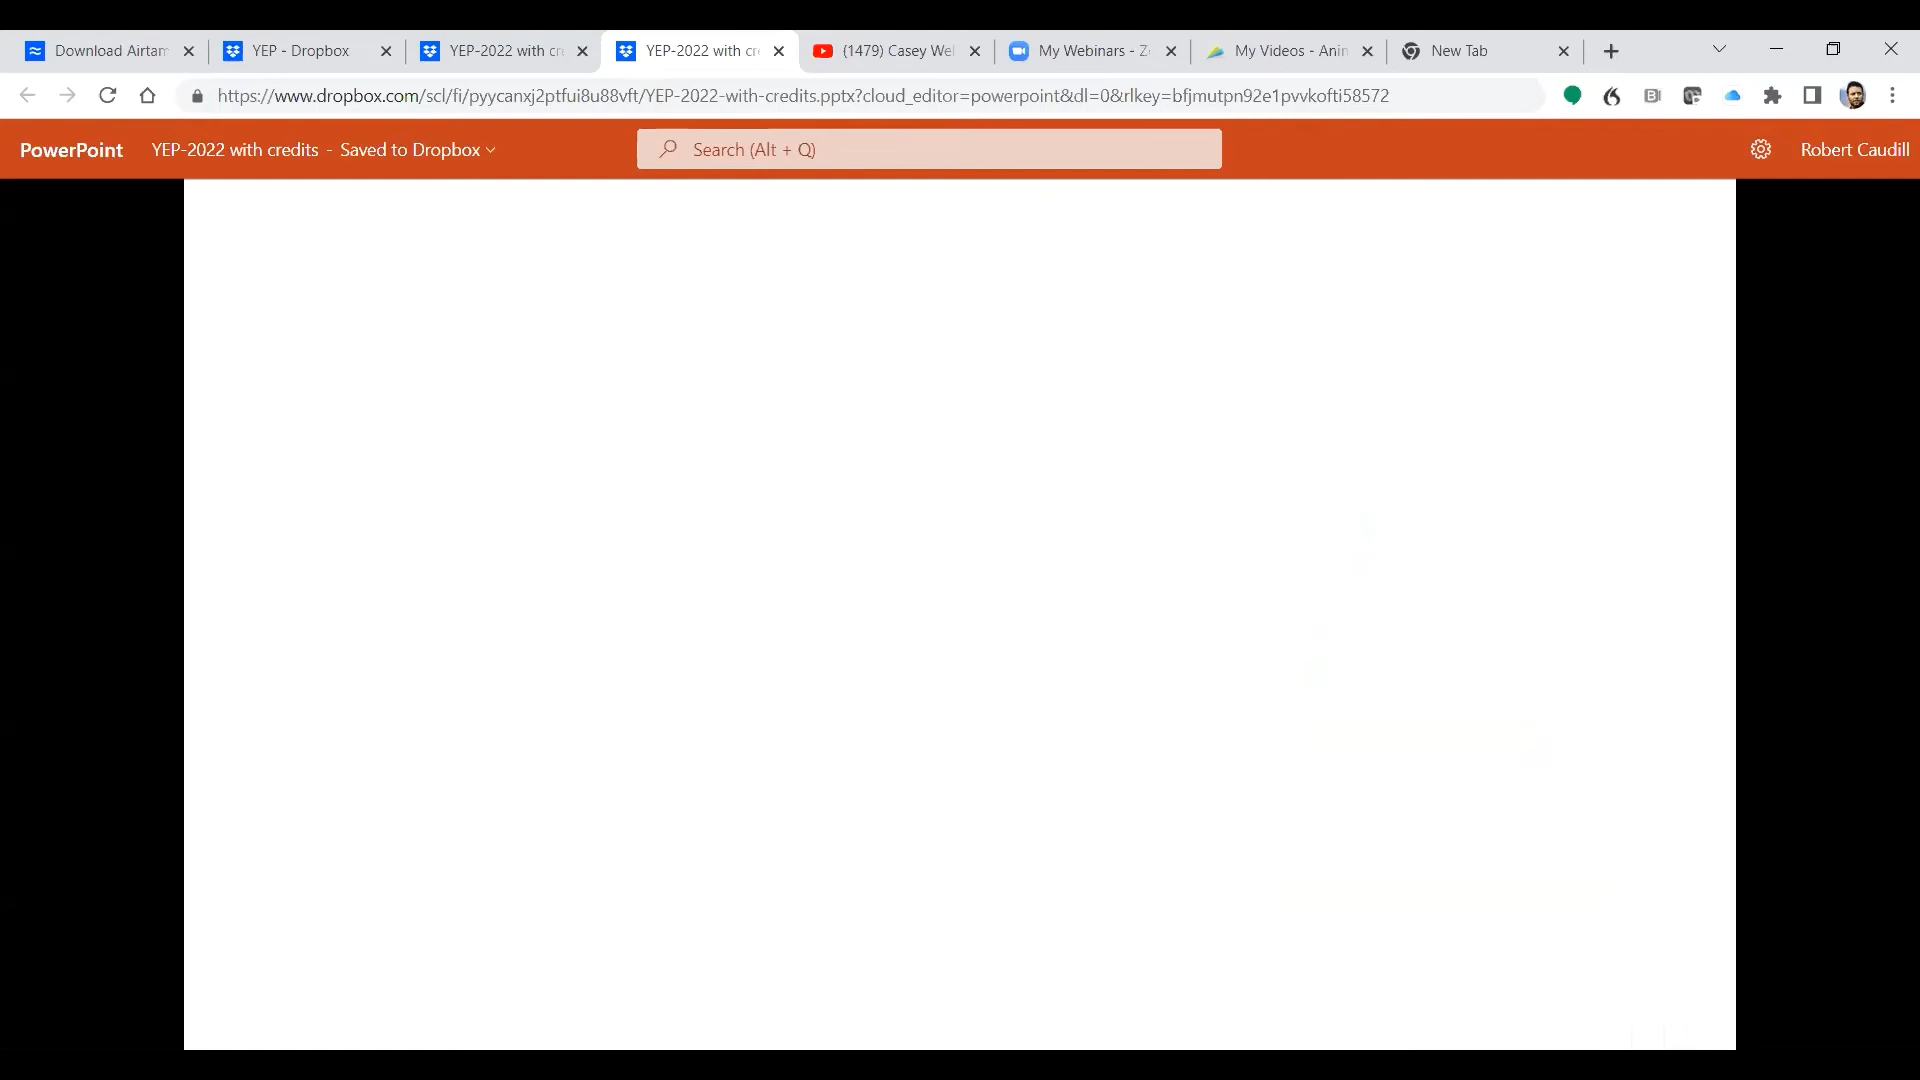 Download Airtam
YEP - Dropbox
YEP-2022 with cr
YEP-2022 with cr
(1479) Casey Wel
My Webinars - Z
My Videos - Anin
New Tab
https://www.dropbox.com/scl/fi/pyycanxj2ptfui8u88vft/YEP-2022-with-credits.pptx?cloud_editor=powerpoint&dl=0&rlkey=bfjmutpn92e1pvvkofti58572
PowerPoint YEP-2022 with credits - Saved to Dropbox
Search (Alt + Q)
Robert Caudill